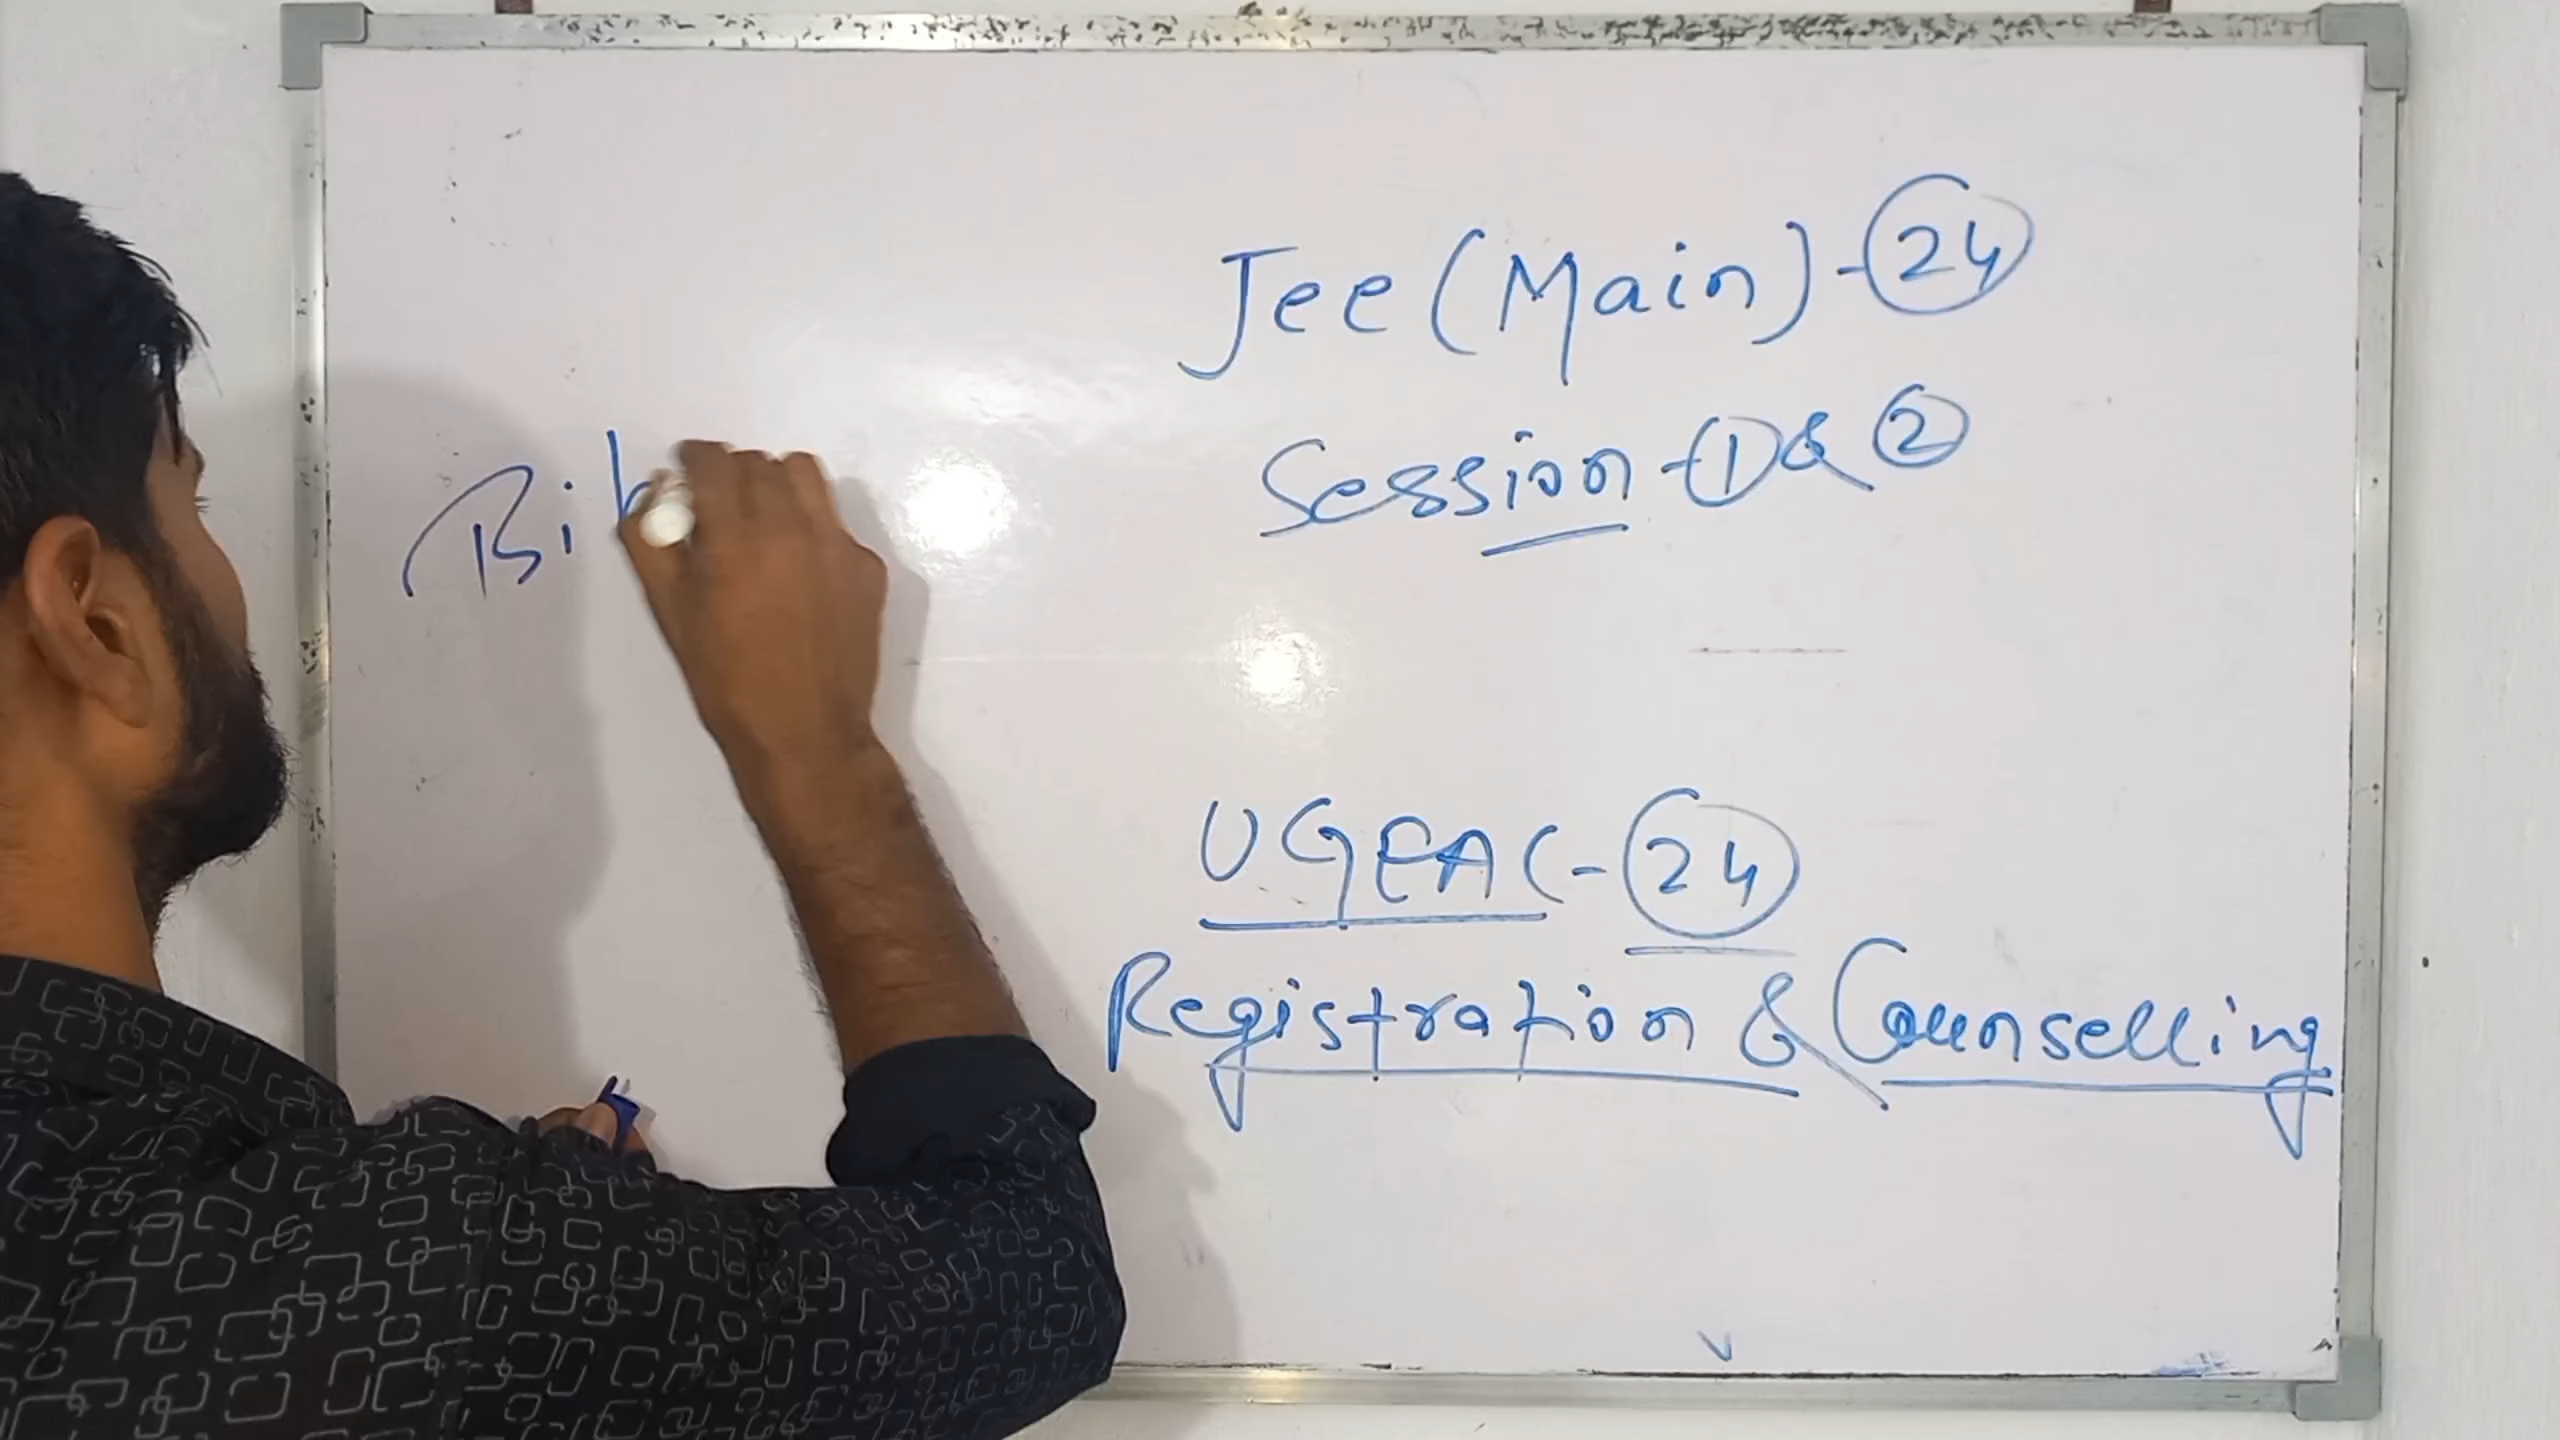 Jee (Main) - 24
Session - 1 & 2
Bih
UGEAC - 24
Registration & Counselling